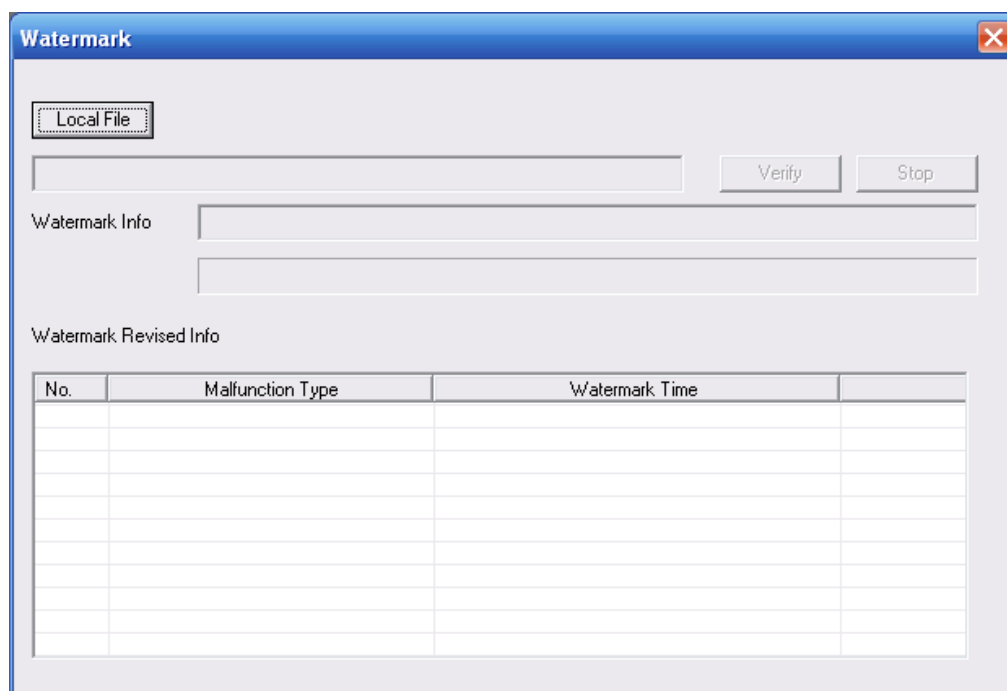 Watermark
Local File
Verify Stop
Watermark Info
Watermark Revised Info
No. Malfunction Type Watermark Time